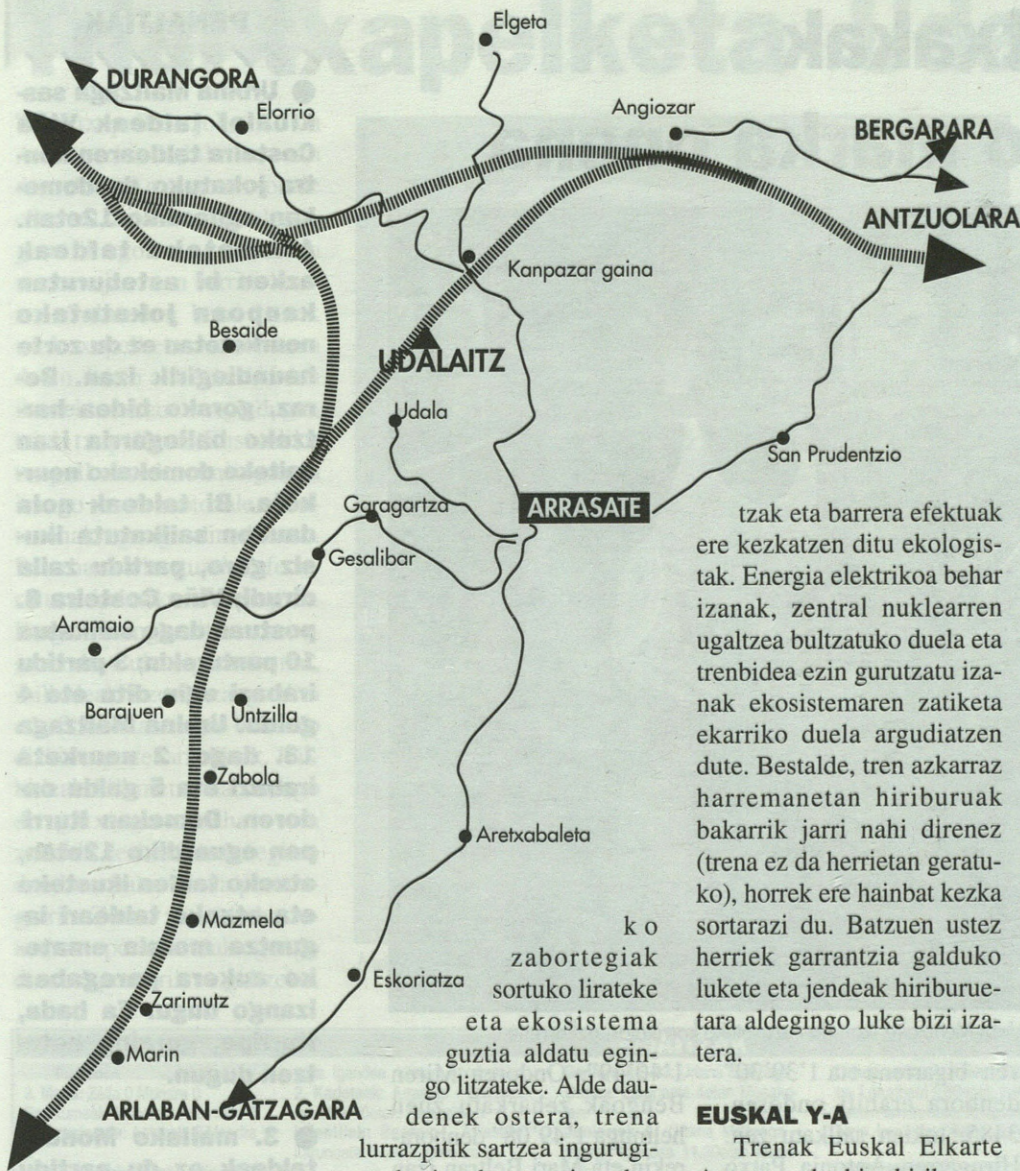 Elgeta
DURANGORA
Elorrio
Angiozar
BERGARARA
ANTZUOLARA
Kanpazar gaina
Besaide
UDALAITZ
Udala
San Prudentzio
ARRASATE
Garagartza
Gesalibar
Aramaio
Barajuen
Untzilla
Zabola
Aretxabaleta
Mazmela
Eskoriatza
Zarimutz
Marin
ARLABAN-GATZAGARA
ko
zabortegiak
sortuko lirateke
eta ekosistema
guztia aldatu egin-
go litzateke. Alde dau-
denek ostera, trena
lurrazpitik sartzea ingurugi-
tzak eta barrera efektuak
ere kezkatzen ditu ekologis-
tak. Energia elektrikoa behar
izanak, zentral nuklearren
ugaltzea bultzatuko duela eta
trenbidea ezin gurutzatu iza-
nak ekosistemaren zatiketa
ekarriko duela argudiatzen
dute. Bestalde, tren azkarraz
harremanetan hiriburuak
bakarrik jarri nahi direnez
(trena ez da herrietan geratu-
ko), horrek ere hainbat kezka
sortarazi du. Batzuen ustez
herriek garrantzia galduko
lukete eta jendeak hiriburue-
tara aldegingo luke bizi iza-
tera.
EUSKAL Y-A
Trenak Euskal Elkarte